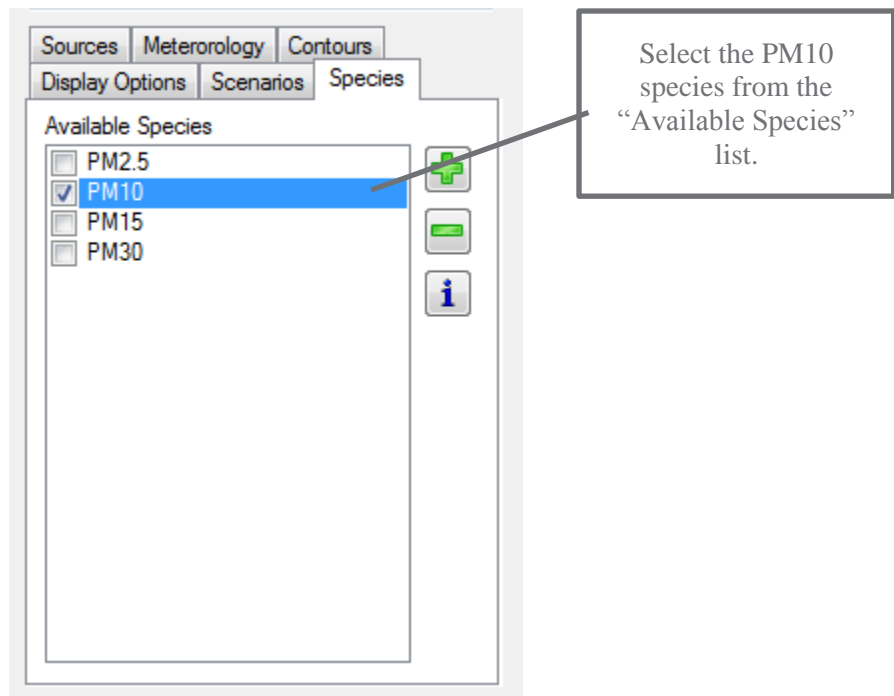 Sources Meterorology Contours
Display Options Scenarios Species
Available Species
PM2.5
PM10
PM15
PM30
i
Select the PM10
species from the
“Available Species”
list.